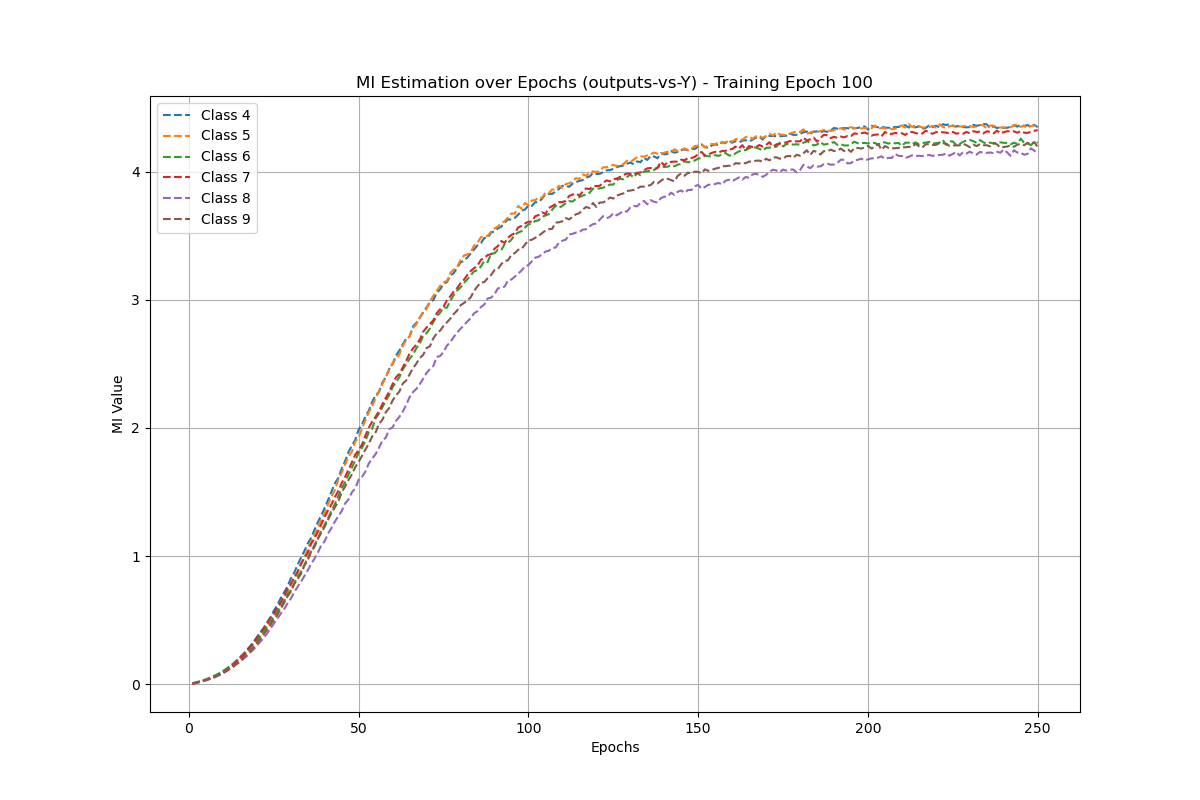 MI Estimation over Epochs (outputs-vs-Y) - Training Epoch 100
Class 4
Class 5
Class 6
Class 7
Class 8
Class 9
MI Value
4
3
2
1
0
0 50 100 150 200 250
Epochs